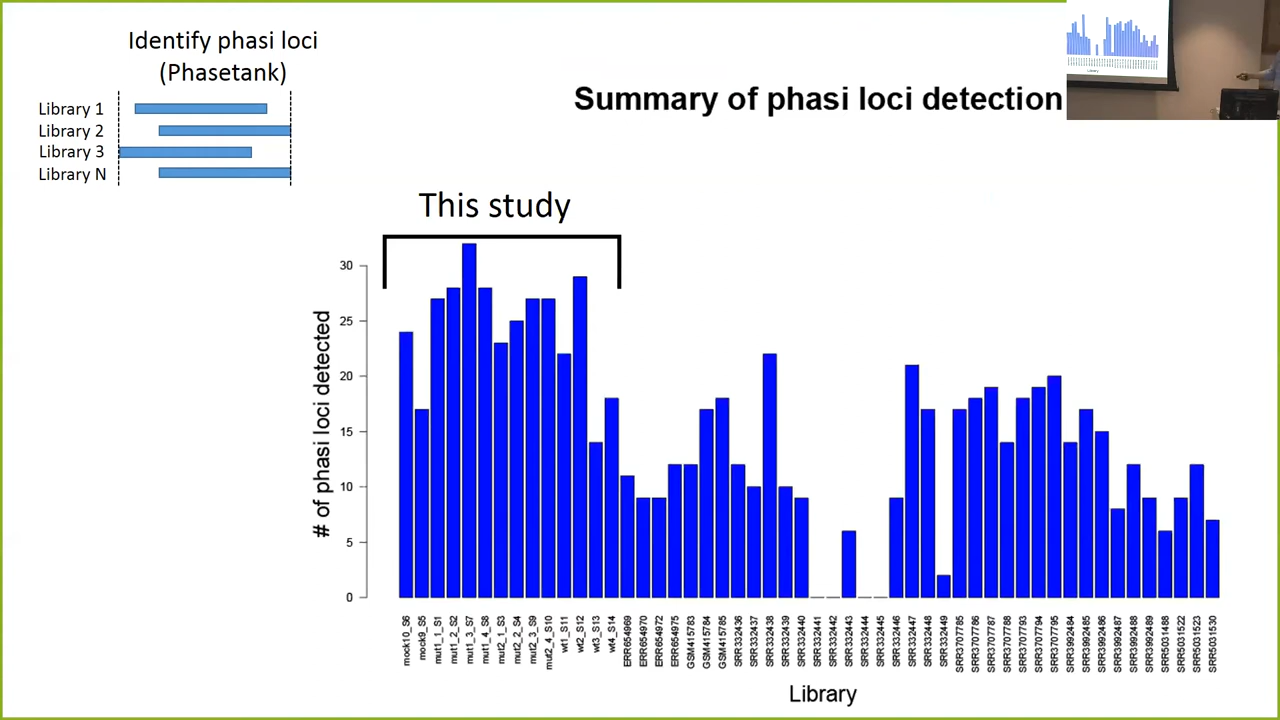 Identify phasi loci
(Phasetank)
Library 1
Library 2
Library 3
Library N
Summary of phasi loci detection
This study
# of phasi loci detected
30
25
20
15
10
5
0
mock10_S6
mock9_S5
mut1_1_S1
mut1_2_S2
mut1_3_S7
mut1_4_S8
mut2_1_S3
mut2_2_S4
mut2_3_S9
mut2_4_S10
wt1_S11
wt2_S12
wt3_S13
wt4_S14
ERR654969
ERR654970
ERR654972
ERR654975
GSM415783
GSM415784
GSM415785
SRR332436
SRR332437
SRR332438
SRR332439
SRR332440
SRR332441
SRR332442
SRR332443
SRR332444
SRR332445
SRR332446
SRR332447
SRR332448
SRR332449
SRR3707785
SRR3707786
SRR3707787
SRR3707788
SRR3707793
SRR3707794
SRR3707795
SRR3992484
SRR3992485
SRR3992486
SRR3992487
SRR3992488
SRR3992489
SRR5031488
SRR5031522
SRR5031523
SRR5031530
Library